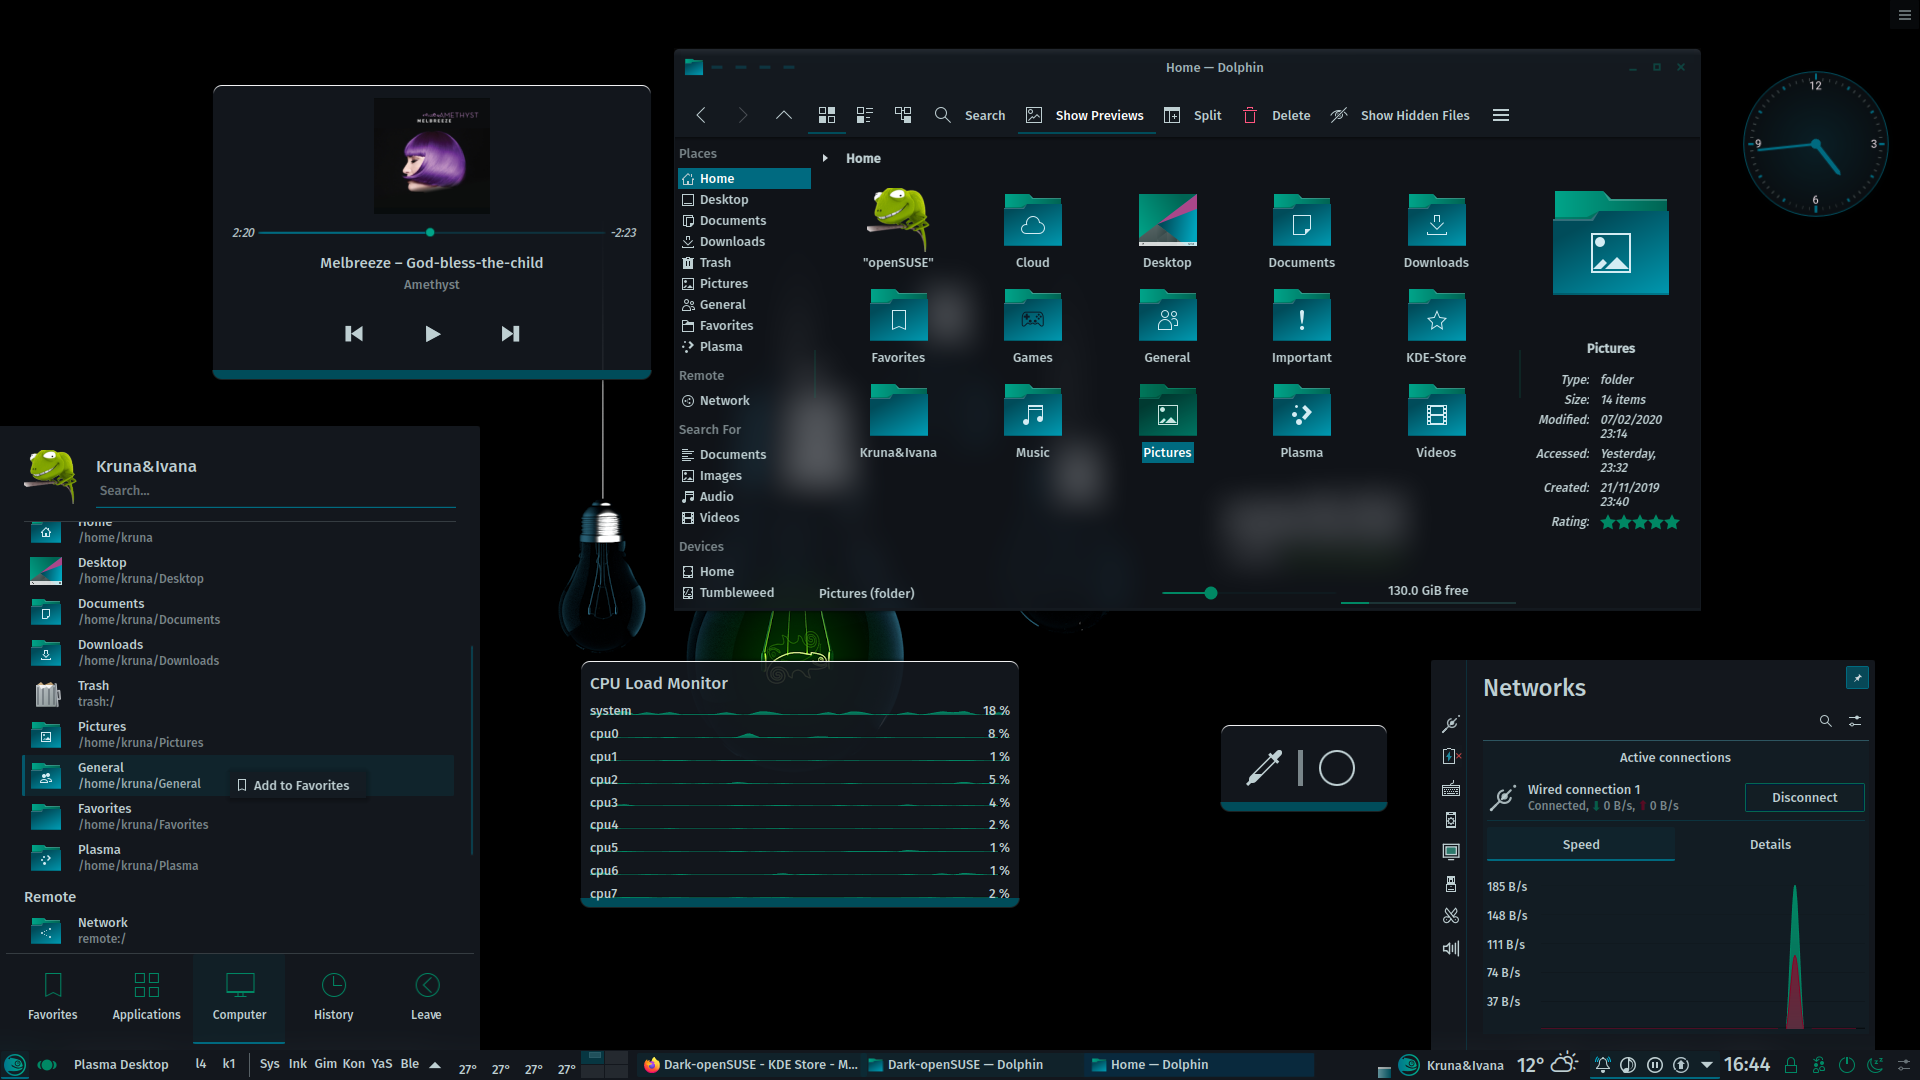 Home — Dolphin
Search
Show Previews
Split
Delete
Show Hidden Files
AMETHYST
MELBREEZE
2:20
-2:23
Melbreeze – God-bless-the-child
Amethyst
Places
Home
Desktop
Documents
Downloads
Trash
Pictures
General
Favorites
Plasma
Remote
Network
Search For
Documents
Images
Audio
Videos
Devices
Home
Tumbleweed
Home
"openSUSE"
Cloud
Desktop
Documents
Downloads
Favorites
Games
General
Important
KDE-Store
Kruna&Ivana
Music
Pictures
Plasma
Videos
Pictures
Type: folder
Size: 14 items
Modified: 07/02/2020
23:14
Accessed: Yesterday,
23:32
Created: 21/11/2019
23:40
Rating:
Pictures (folder)
130.0 GiB free
12
3
6
9
Kruna&Ivana
Search...
Home
/home/kruna
Desktop
/home/kruna/Desktop
Documents
/home/kruna/Documents
Downloads
/home/kruna/Downloads
Trash
trash:/
Pictures
/home/kruna/Pictures
General
/home/kruna/General
Add to Favorites
Favorites
/home/kruna/Favorites
Plasma
/home/kruna/Plasma
Remote
Network
remote:/
Favorites
Applications
Computer
History
Leave
CPU Load Monitor
system 18 %
cpu0 8 %
cpu1 1 %
cpu2 5 %
cpu3 4 %
cpu4 2 %
cpu5 1 %
cpu6 1 %
cpu7 2 %
Networks
Active connections
Wired connection 1
Connected, 0 B/s, 0 B/s
Disconnect
Speed
Details
185 B/s
148 B/s
111 B/s
74 B/s
37 B/s
Plasma Desktop
l4
k1
Sys
Ink
Gim
Kon
YaS
Ble
27°
27°
27°
27°
Dark-openSUSE - KDE Store - M...
Dark-openSUSE — Dolphin
Home — Dolphin
Kruna&Ivana
12°
16:44